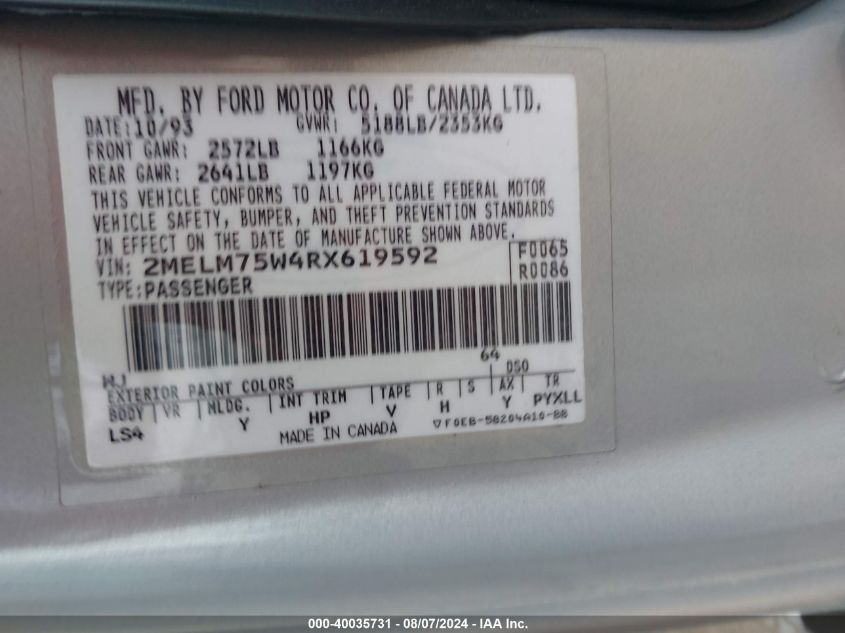 MFD. BY FORD MOTOR CO. OF CANADA LTD.
DATE: 10/93 GVWR: 5188LB/2353KG
FRONT GAWR: 2572LB 1166KG
REAR GAWR: 2641LB 1197KG
THIS VEHICLE CONFORMS TO ALL APPLICABLE FEDERAL MOTOR
VEHICLE SAFETY, BUMPER, AND THEFT PREVENTION STANDARDS
IN EFFECT ON THE DATE OF MANUFACTURE SHOWN ABOVE.
VIN: 2MELM75W4RX619592 F0065
TYPE: PASSENGER R0086
64
WJ DSO
EXTERIOR PAINT COLORS
BODY VR MLDG. INT TRIM TAPE R S AX TR
LS4 Y HP V H Y PYXLL
MADE IN CANADA ▽F0EB-58204A10-BB
000-40035731 - 08/07/2024 - IAA Inc.